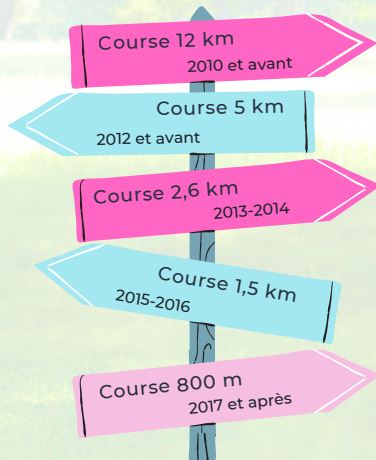 Course 12 km
2010 et avant
Course 5 km
2012 et avant
Course 2,6 km
2013-2014
Course 1,5 km
2015-2016
Course 800 m
2017 et après